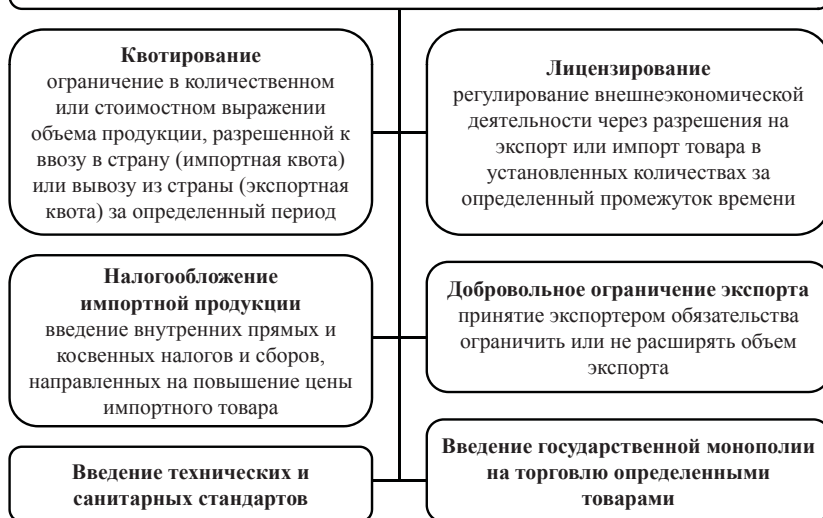 Квотирование
ограничение в количественном
или стоимостном выражении
объема продукции, разрешенной к
ввозу в страну (импортная квота)
или вывозу из страны (экспортная
квота) за определенный период
Лицензирование
регулирование внешнеэкономической
деятельности через разрешения на
экспорт или импорт товара в
установленных количествах за
определенный промежуток времени
Налогообложение
импортной продукции
введение внутренних прямых и
косвенных налогов и сборов,
направленных на повышение цены
импортного товара
Добровольное ограничение экспорта
принятие экспортером обязательства
ограничить или не расширять объем
экспорта
Введение технических и
санитарных стандартов
Введение государственной монополии
на торговлю определенными
товарами